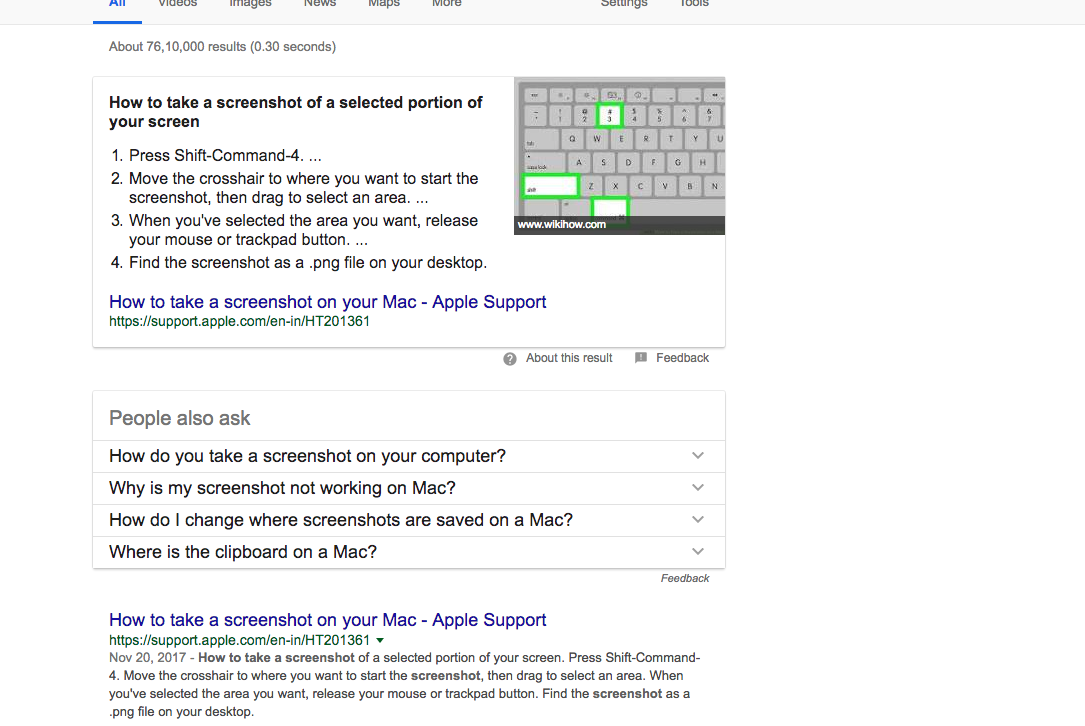 All Videos Images News Maps More Settings Tools
About 76,10,000 results (0.30 seconds)
How to take a screenshot of a selected portion of
your screen
1. Press Shift-Command-4. ...
2. Move the crosshair to where you want to start the
screenshot, then drag to select an area. ...
3. When you've selected the area you want, release
your mouse or trackpad button. ...
4. Find the screenshot as a .png file on your desktop.
! @ # $ % ^ &
1 2 3 4 5 6 7
tab Q W E R T Y U
caps lock A S D F G H
shift Z X C V B N
www.wikihow.com
How to take a screenshot on your Mac - Apple Support
https://support.apple.com/en-in/HT201361
About this result Feedback
People also ask
How do you take a screenshot on your computer?
Why is my screenshot not working on Mac?
How do I change where screenshots are saved on a Mac?
Where is the clipboard on a Mac?
Feedback
How to take a screenshot on your Mac - Apple Support
https://support.apple.com/en-in/HT201361
Nov 20, 2017 - How to take a screenshot of a selected portion of your screen. Press Shift-Command-
4. Move the crosshair to where you want to start the screenshot, then drag to select an area. When
you've selected the area you want, release your mouse or trackpad button. Find the screenshot as a
.png file on your desktop.